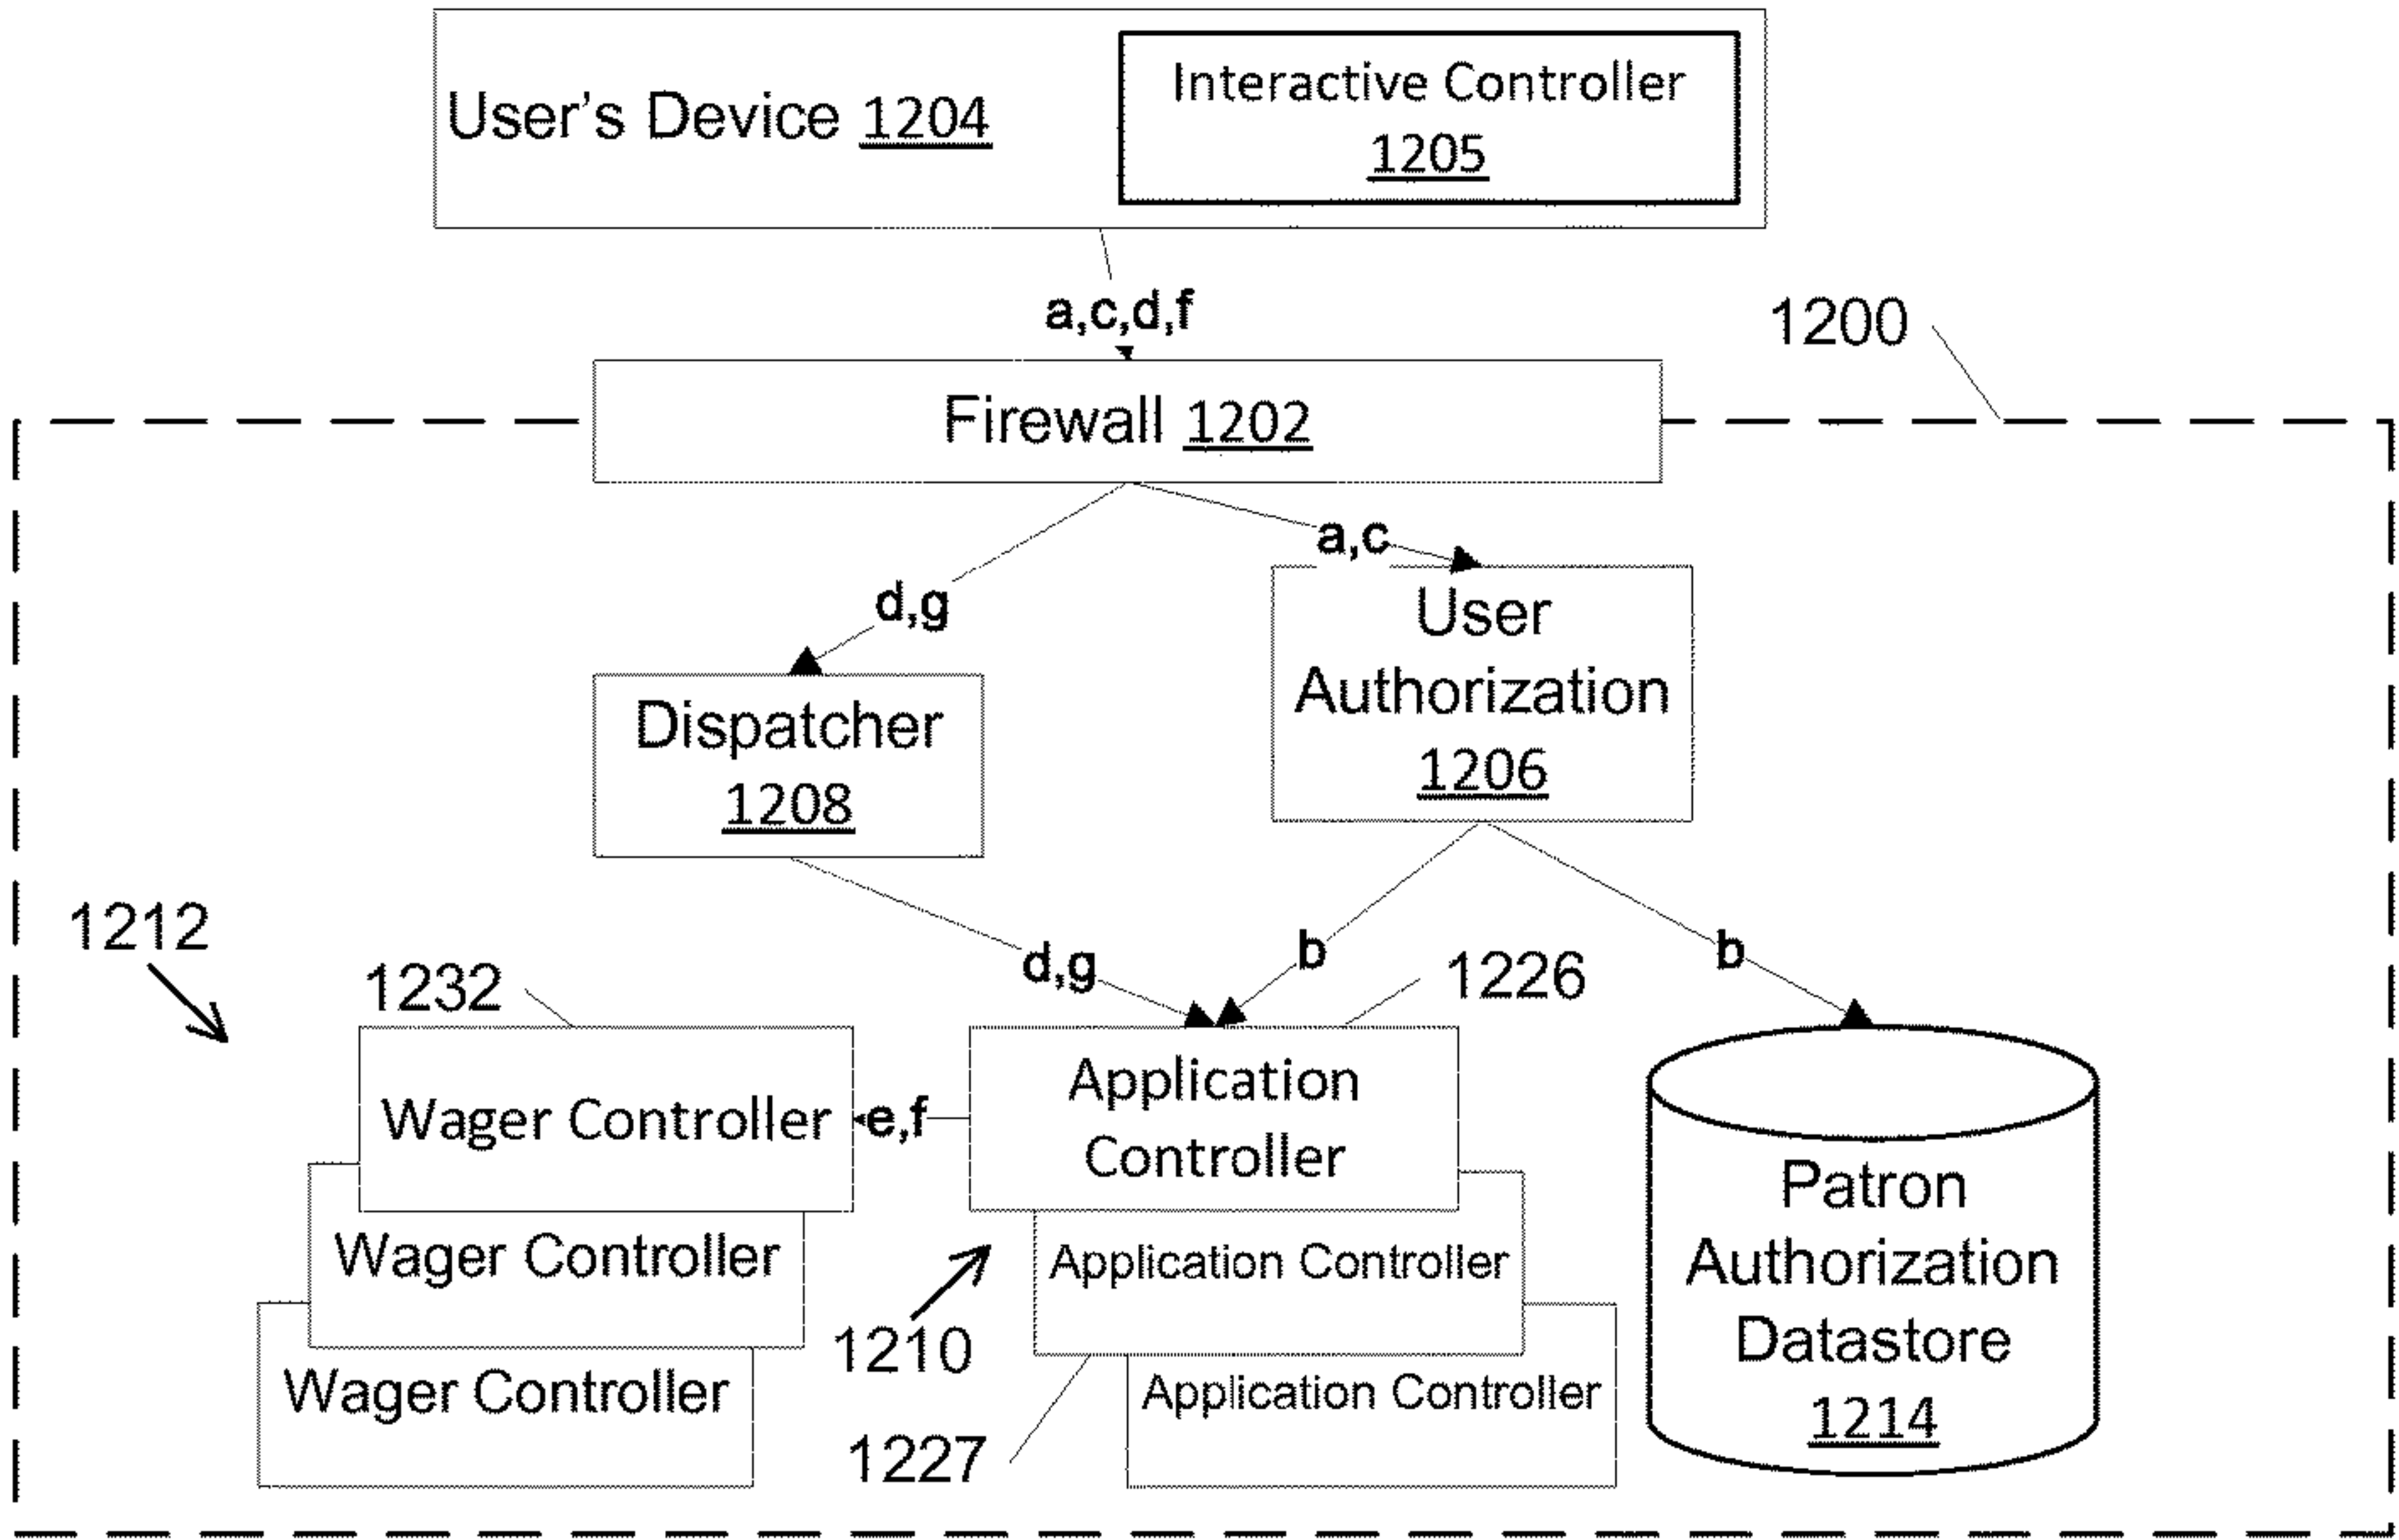 Interactive Controller
1205
User's Device 1204
a,c,d,f
1200
Firewall 1202
a,c
d,g
User
Authorization
1206
Dispatcher
1208
1212
1232
d,g
b
1226
b
Application
Controller
Wager Controller
e,f
Patron
Authorization
Datastore
1214
Wager Controller
Application Controller
1210
Wager Controller
Application Controller
1227